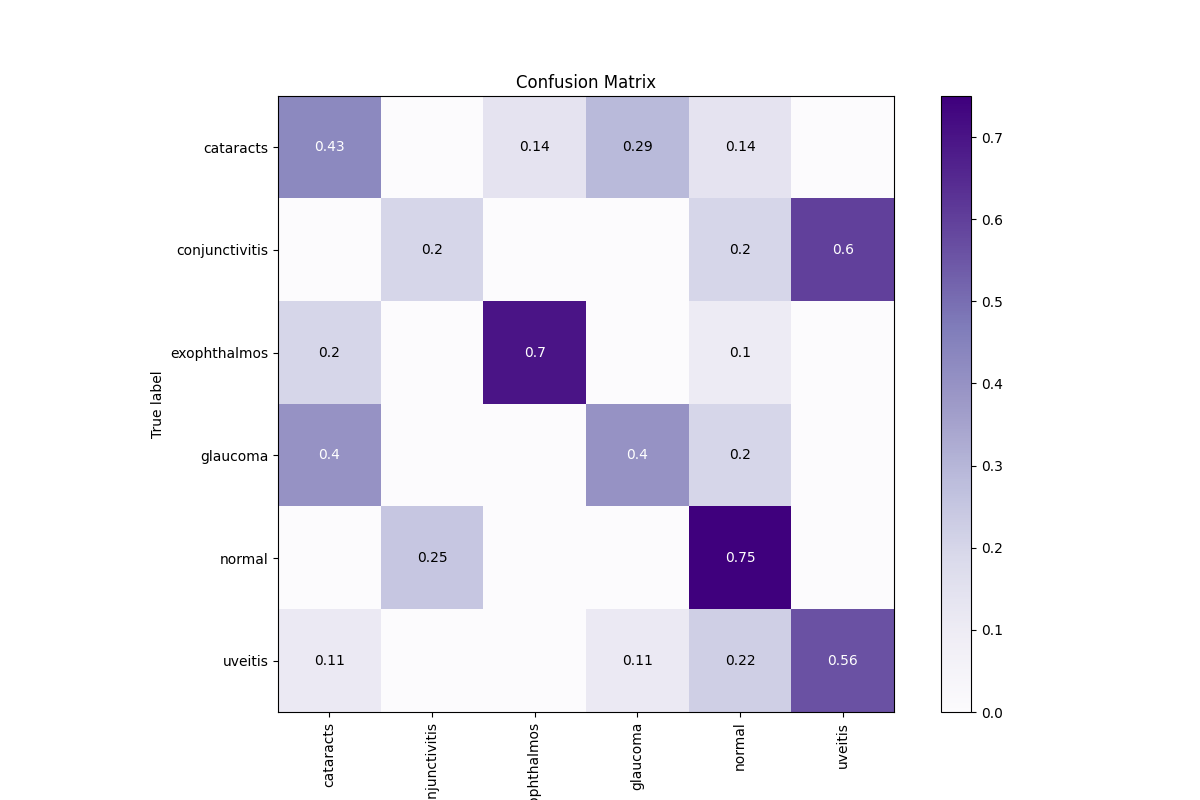 Confusion Matrix
cataracts
0.43
0.14
0.29
0.14
conjunctivitis
0.2
0.2
0.6
exophthalmos
0.2
0.7
0.1
glaucoma
0.4
0.4
0.2
normal
0.25
0.75
uveitis
0.11
0.11
0.22
0.56
True label
cataracts
njunctivitis
ophthalmos
glaucoma
normal
uveitis
0.7
0.6
0.5
0.4
0.3
0.2
0.1
0.0